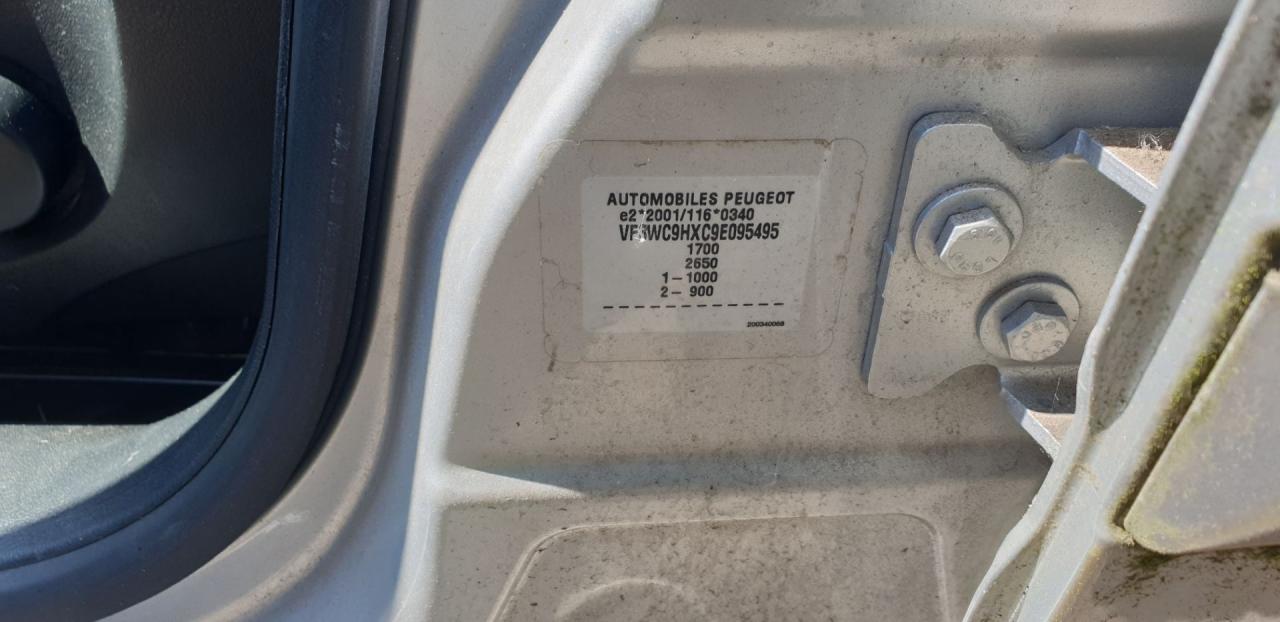 AUTOMOBILES PEUGEOT
e2*2001/116*0340
VF3WC9HXC9E095495
1700
2650
1- 1000
2- 900
200340068